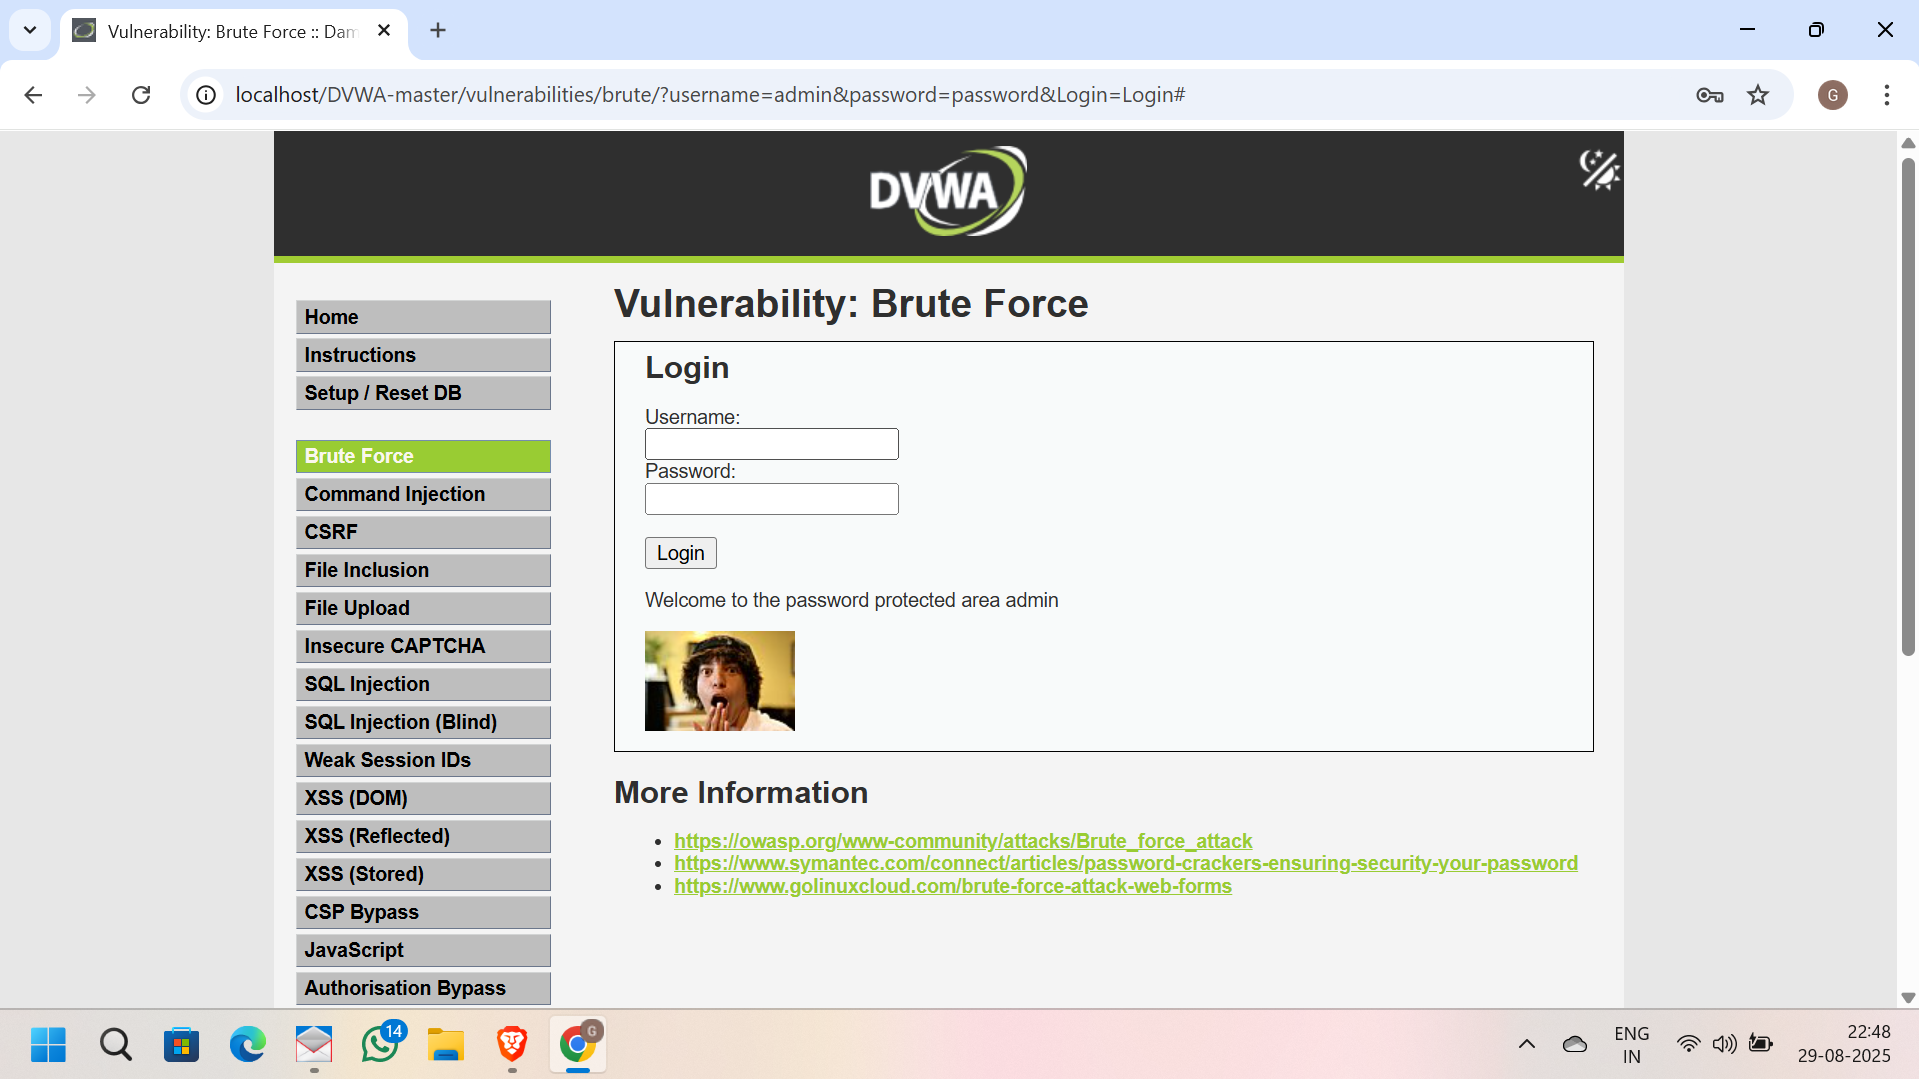 Vulnerability: Brute Force :: Dam
localhost/DVWA-master/vulnerabilities/brute/?username=admin&password=password&Login=Login#
G
DVWA
Home
Instructions
Setup / Reset DB
Brute Force
Command Injection
CSRF
File Inclusion
File Upload
Insecure CAPTCHA
SQL Injection
SQL Injection (Blind)
Weak Session IDs
XSS (DOM)
XSS (Reflected)
XSS (Stored)
CSP Bypass
JavaScript
Authorisation Bypass
Vulnerability: Brute Force
Login
Username:
Password:
Login
Welcome to the password protected area admin
More Information
https://owasp.org/www-community/attacks/Brute_force_attack
https://www.symantec.com/connect/articles/password-crackers-ensuring-security-your-password
https://www.golinuxcloud.com/brute-force-attack-web-forms
14
G
ENG
IN
22:48
29-08-2025